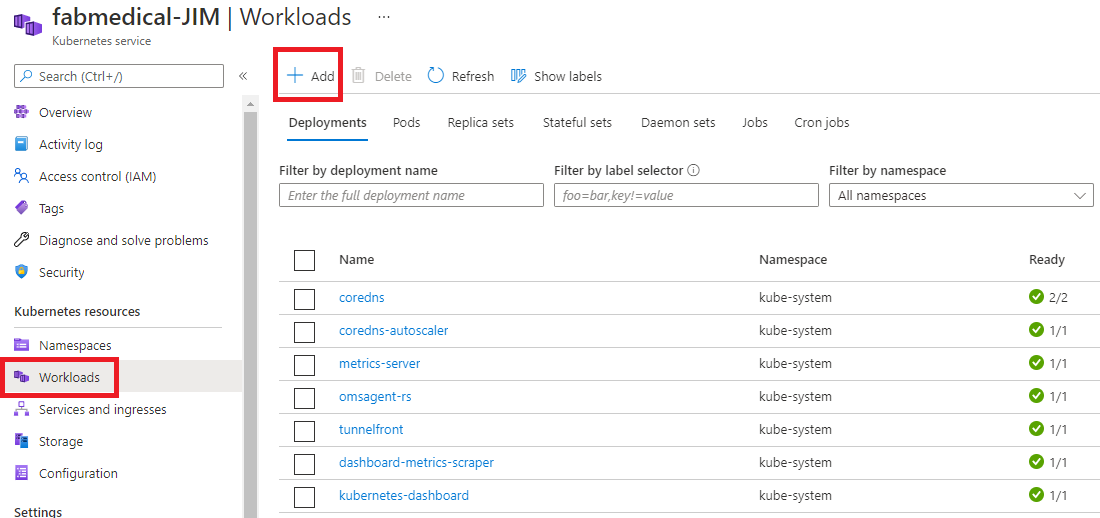 fabmedical-JIM | Workloads ...
Kubernetes service
Search (Ctrl+/)
«
Overview
Activity log
Access control (IAM)
Tags
Diagnose and solve problems
Security
Kubernetes resources
Namespaces
Workloads
Services and ingresses
Storage
Configuration
Settings
+ Add Delete Refresh Show labels
Deployments Pods Replica sets Stateful sets Daemon sets Jobs Cron jobs
Filter by deployment name Filter by label selector Filter by namespace
Enter the full deployment name foo=bar,key!=value All namespaces
Name Namespace Ready
coredns kube-system 2/2
coredns-autoscaler kube-system 1/1
metrics-server kube-system 1/1
omsagent-rs kube-system 1/1
tunnelfront kube-system 1/1
dashboard-metrics-scraper kube-system 1/1
kubernetes-dashboard kube-system 1/1